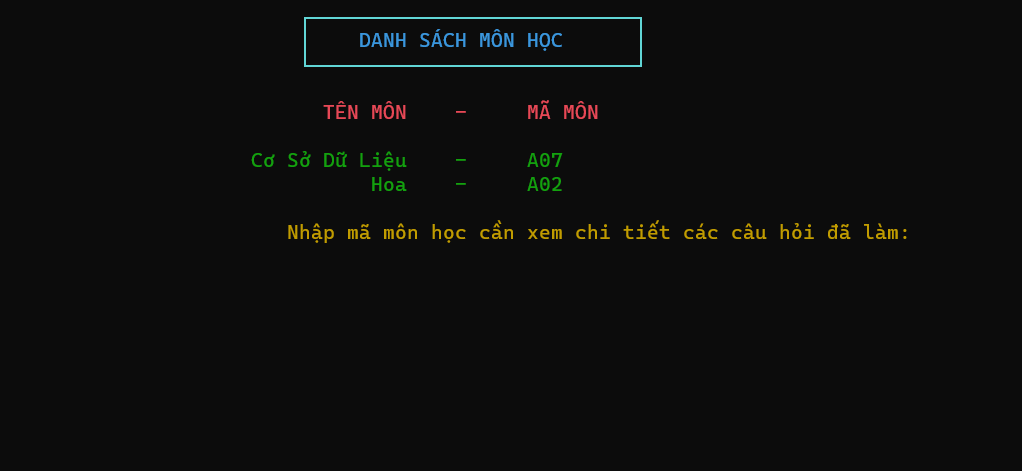 DANH SÁCH MÔN HỌC
TÊN MÔN - MÃ MÔN
Cơ Sở Dữ Liệu - A07
Hoa - A02
Nhập mã môn học cần xem chi tiết các câu hỏi đã làm: